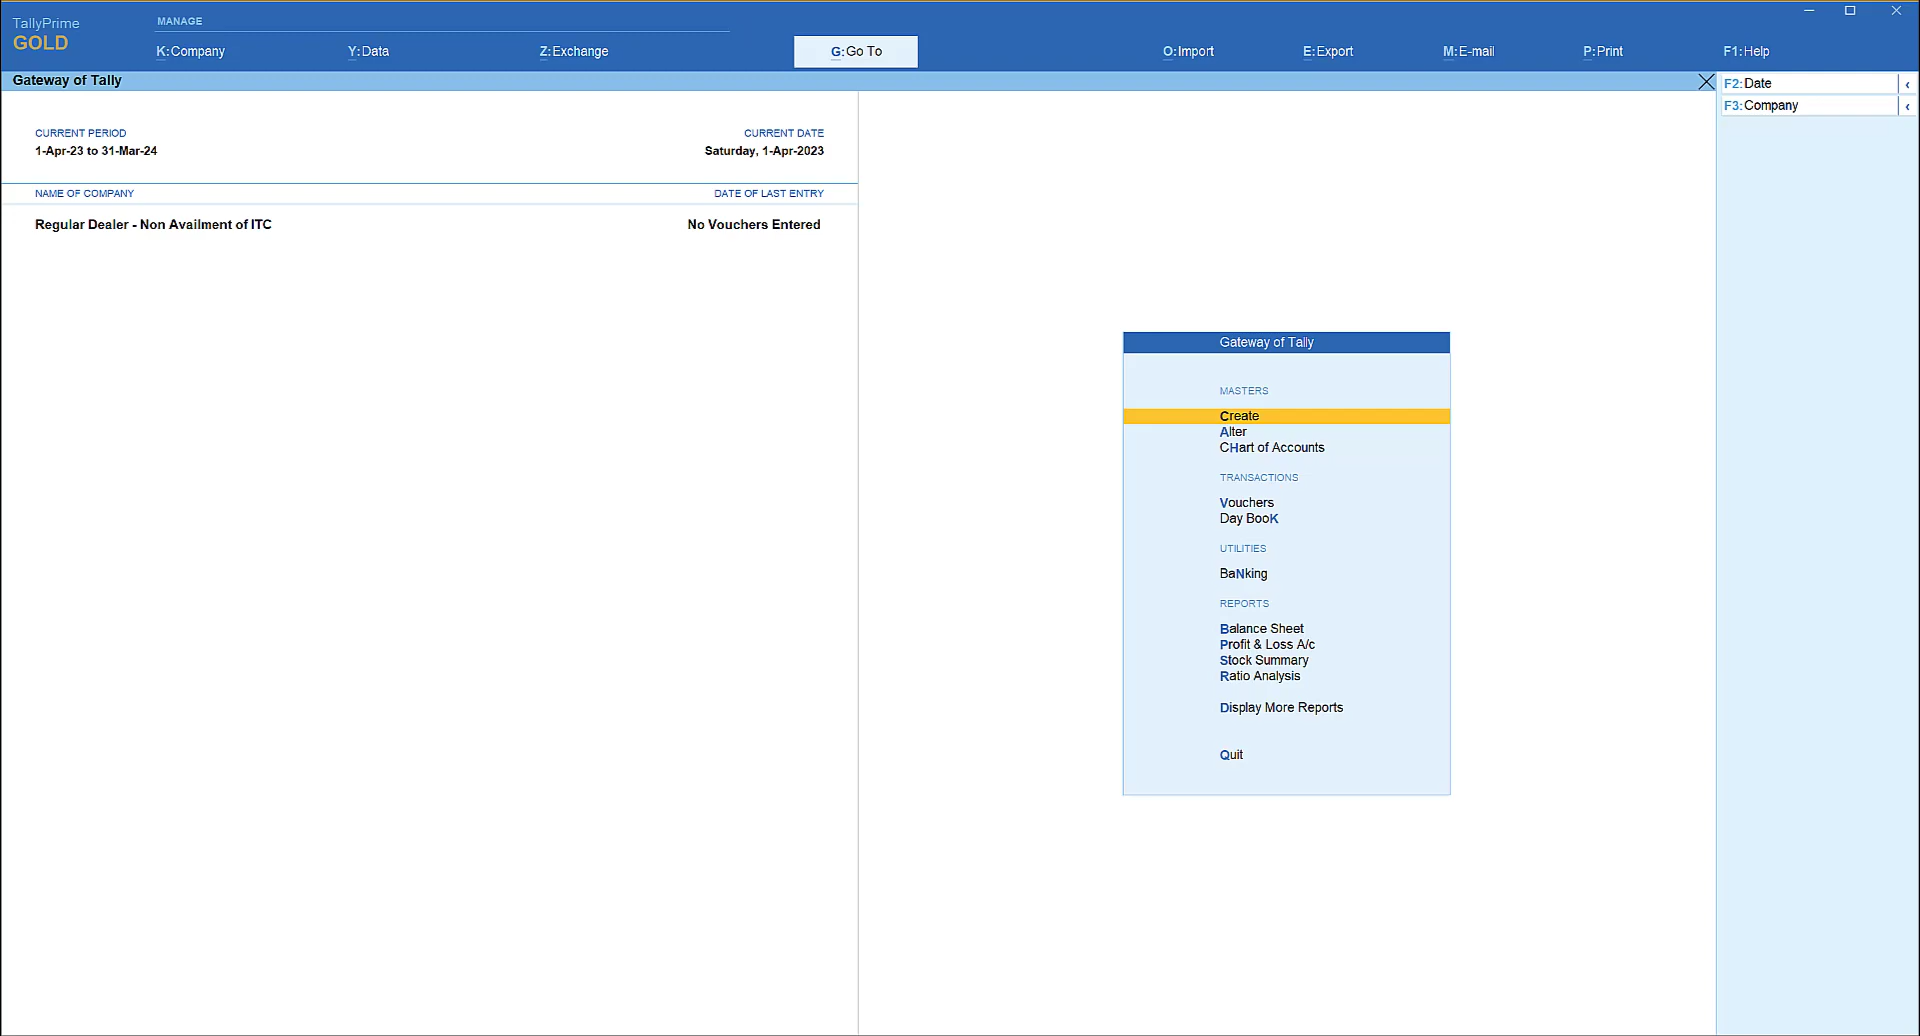 TallyPrime
GOLD
MANAGE
K:Company
Y:Data
Z:Exchange
G:Go To
O:Import
E:Export
M:E-mail
P:Print
F1:Help
Gateway of Tally
F2:Date
F3:Company
CURRENT PERIOD
CURRENT DATE
1-Apr-23 to 31-Mar-24
Saturday, 1-Apr-2023
NAME OF COMPANY
DATE OF LAST ENTRY
Regular Dealer - Non Availment of ITC
No Vouchers Entered
Gateway of Tally
MASTERS
Create
Alter
CHart of Accounts
TRANSACTIONS
Vouchers
Day BooK
UTILITIES
BaNking
REPORTS
Balance Sheet
Profit & Loss A/c
Stock Summary
Ratio Analysis
Display More Reports
Quit